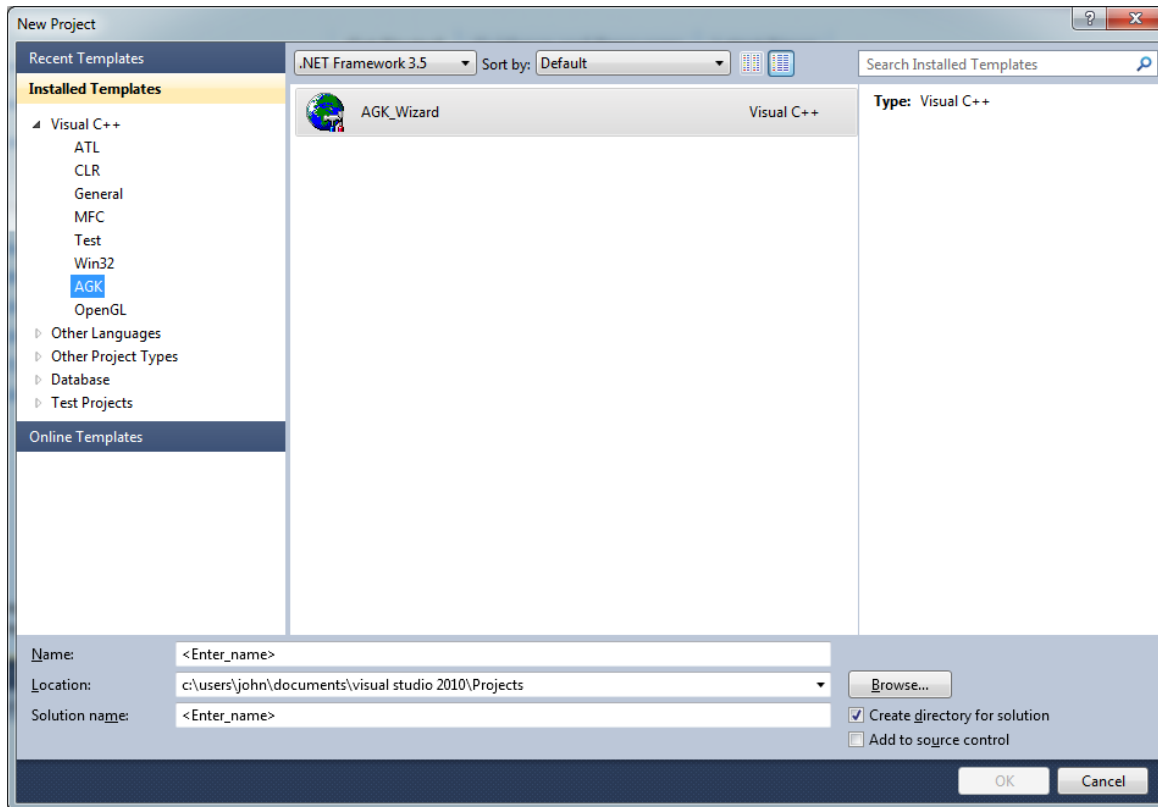 New Project
Recent Templates
Installed Templates
Visual C++
ATL
CLR
General
MFC
Test
Win32
AGK
OpenGL
Other Languages
Other Project Types
Database
Test Projects
Online Templates
.NET Framework 3.5 Sort by: Default
AGK_Wizard Visual C++
Search Installed Templates
Type: Visual C++
Name: <Enter_name>
Location: c:\users\john\documents\visual studio 2010\Projects Browse...
Solution name: <Enter_name> Create directory for solution
Add to source control
OK Cancel